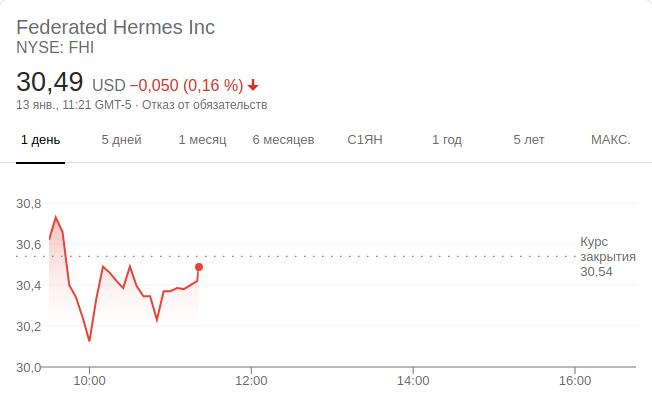 Federated Hermes Inc
NYSE: FHI
30,49 USD −0,050 (0,16 %)
13 янв., 11:21 GMT-5 · Отказ от обязательств
1 день 5 дней 1 месяц 6 месяцев С1ЯН 1 год 5 лет МАКС.
30,8
30,6
30,4
30,2
30,0
Курс
закрытия
30,54
10:00 12:00 14:00 16:00